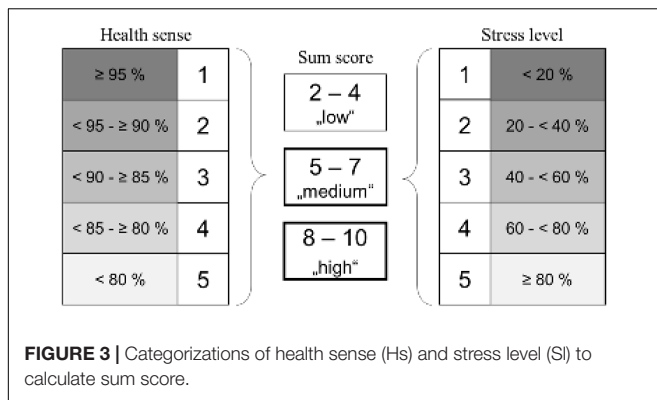 Health sense
≥ 95 % 1
< 95 - ≥ 90 % 2
< 90 - ≥ 85 % 3
< 85 - ≥ 80 % 4
< 80 % 5
Sum score
2 – 4
„low“
5 – 7
„medium“
8 – 10
„high“
Stress level
1 < 20 %
2 20 - < 40 %
3 40 - < 60 %
4 60 - < 80 %
5 ≥ 80 %
FIGURE 3 | Categorizations of health sense (Hs) and stress level (Sl) to
calculate sum score.